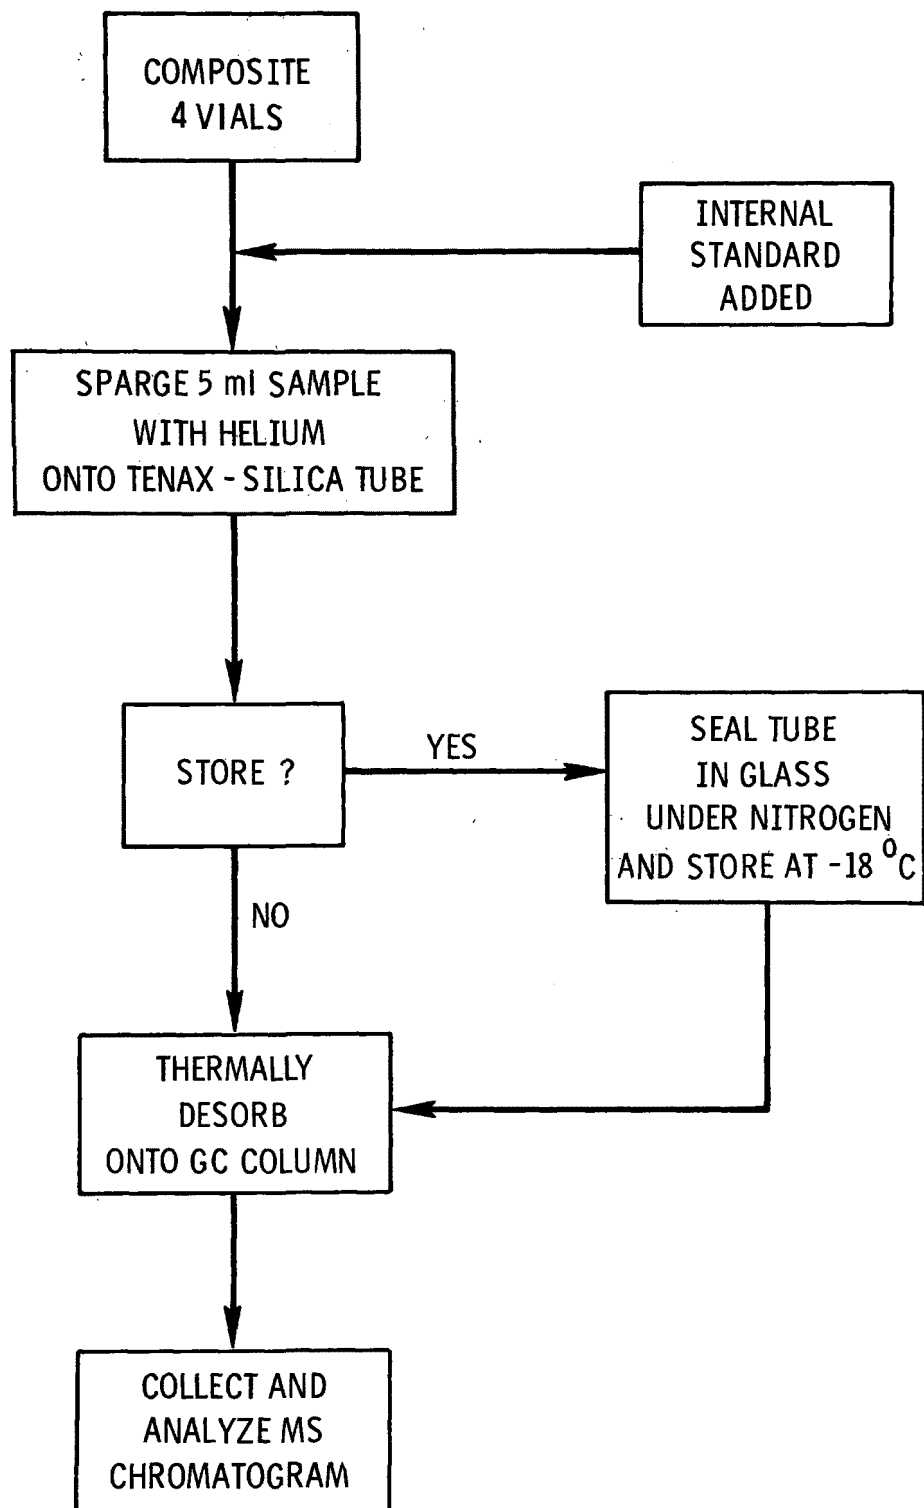 COMPOSITE
4 VIALS
INTERNAL
STANDARD
ADDED
SPARGE 5 ml SAMPLE
WITH HELIUM
ONTO TENAX - SILICA TUBE
STORE ?
YES
SEAL TUBE
IN GLASS
UNDER NITROGEN
AND STORE AT -18 °C
NO
THERMALLY
DESORB
ONTO GC COLUMN
COLLECT AND
ANALYZE MS
CHROMATOGRAM